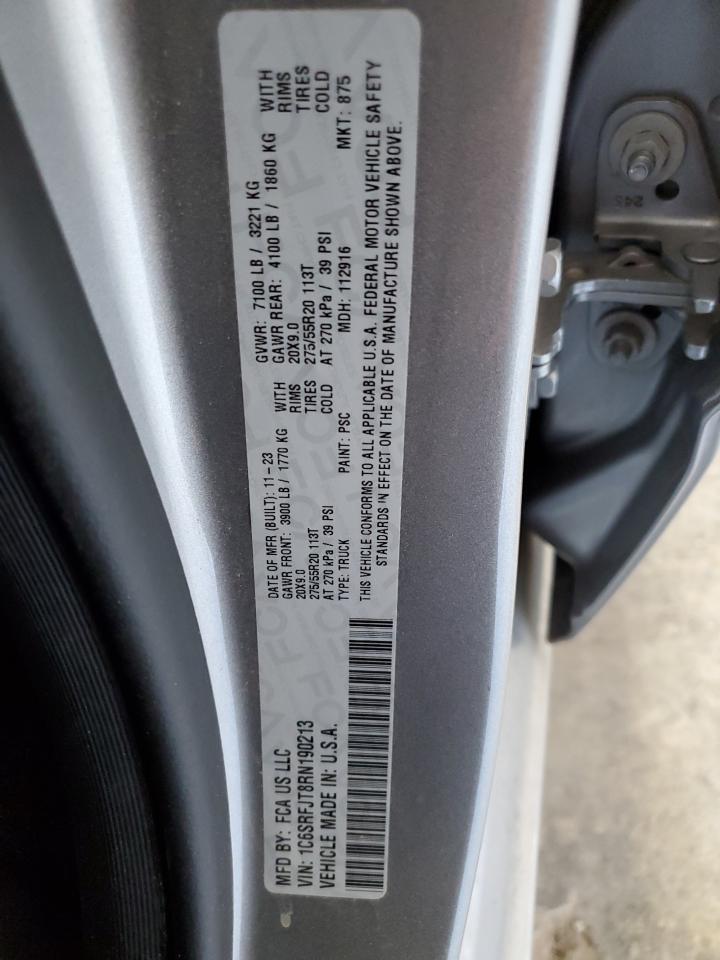 MFD BY: FCA US LLC
VIN: 1C6SRFJT8RN190213
VEHICLE MADE IN: U.S.A.
DATE OF MFR (BUILT): 11-23 GVWR: 7100 LB / 3221 KG
GAWR FRONT: 3900 LB / 1770 KG WITH GAWR REAR: 4100 LB / 1860 KG WITH
20X9.0 RIMS 20X9.0 RIMS
275/55R20 113T TIRES 275/55R20 113T TIRES
AT 270 kPa / 39 PSI COLD AT 270 kPa / 39 PSI COLD
TYPE: TRUCK PAINT: PSC MDH: 112916 MKT: 875
THIS VEHICLE CONFORMS TO ALL APPLICABLE U.S.A. FEDERAL MOTOR VEHICLE SAFETY
STANDARDS IN EFFECT ON THE DATE OF MANUFACTURE SHOWN ABOVE.